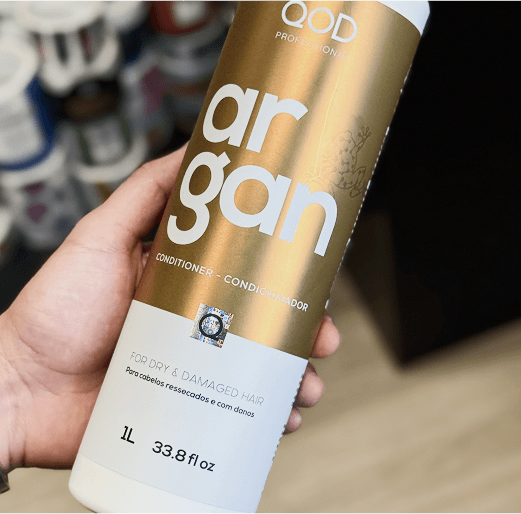 QOD
PROFESSIONAL
ar
gan
CONDITIONER - CONDICIONADOR
FOR DRY & DAMAGED HAIR
Para cabelos ressecados e com danos
1L 33.8 fl oz